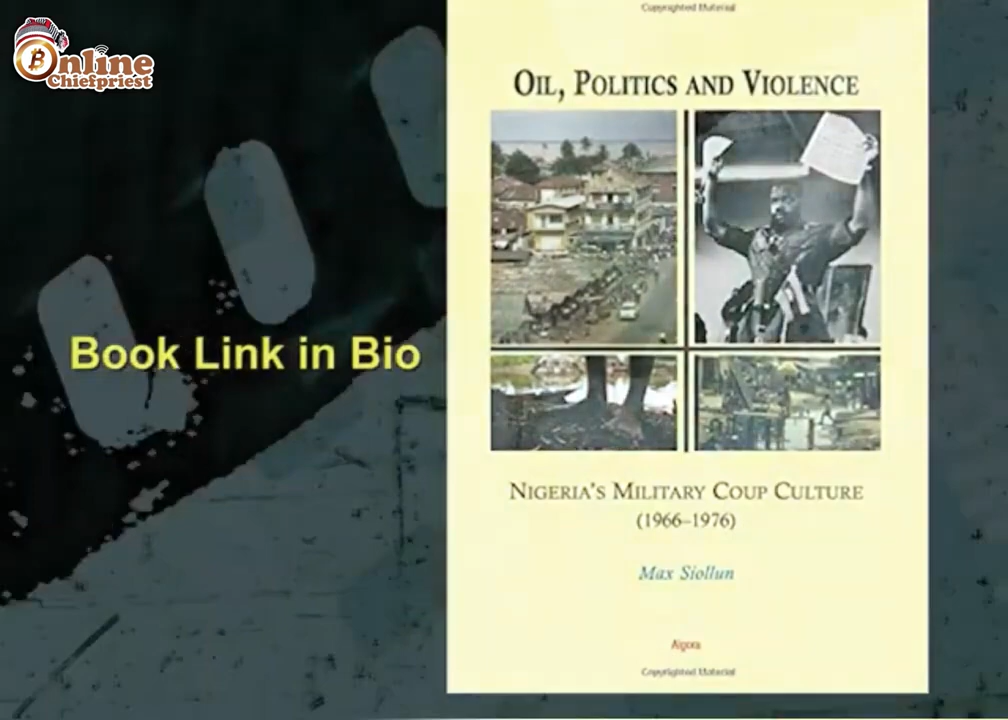 Online
Chiefpriest
Book Link in Bio
Copyrighted Material
OIL, POLITICS AND VIOLENCE
NIGERIA'S MILITARY COUP CULTURE
(1966–1976)
Max Siollun
Algora
Copyrighted Material